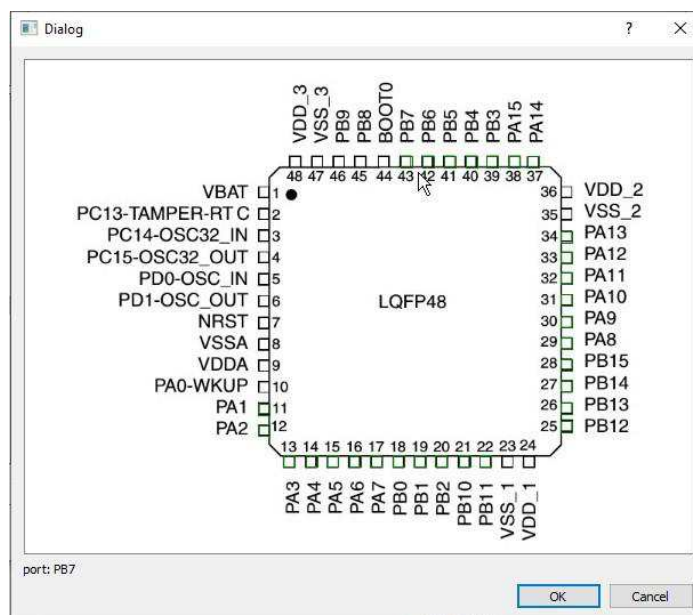 Dialog
? ×
VDD_3
VSS_3
PB9
PB8
BOOT0
PB7
PB6
PB5
PB4
PB3
PA15
PA14
48 47 46 45 44 43 42 41 40 39 38 37
VBAT 1
PC13-TAMPER-RT C 2
PC14-OSC32_IN 3
PC15-OSC32_OUT 4
PD0-OSC_IN 5
PD1-OSC_OUT 6
NRST 7
VSSA 8
VDDA 9
PA0-WKUP 10
PA1 11
PA2 12
LQFP48
36 VDD_2
35 VSS_2
34 PA13
33 PA12
32 PA11
31 PA10
30 PA9
29 PA8
28 PB15
27 PB14
26 PB13
25 PB12
13 14 15 16 17 18 19 20 21 22 23 24
PA3
PA4
PA5
PA6
PA7
PB0
PB1
PB2
PB10
PB11
VSS_1
VDD_1
port: PB7
OK
Cancel